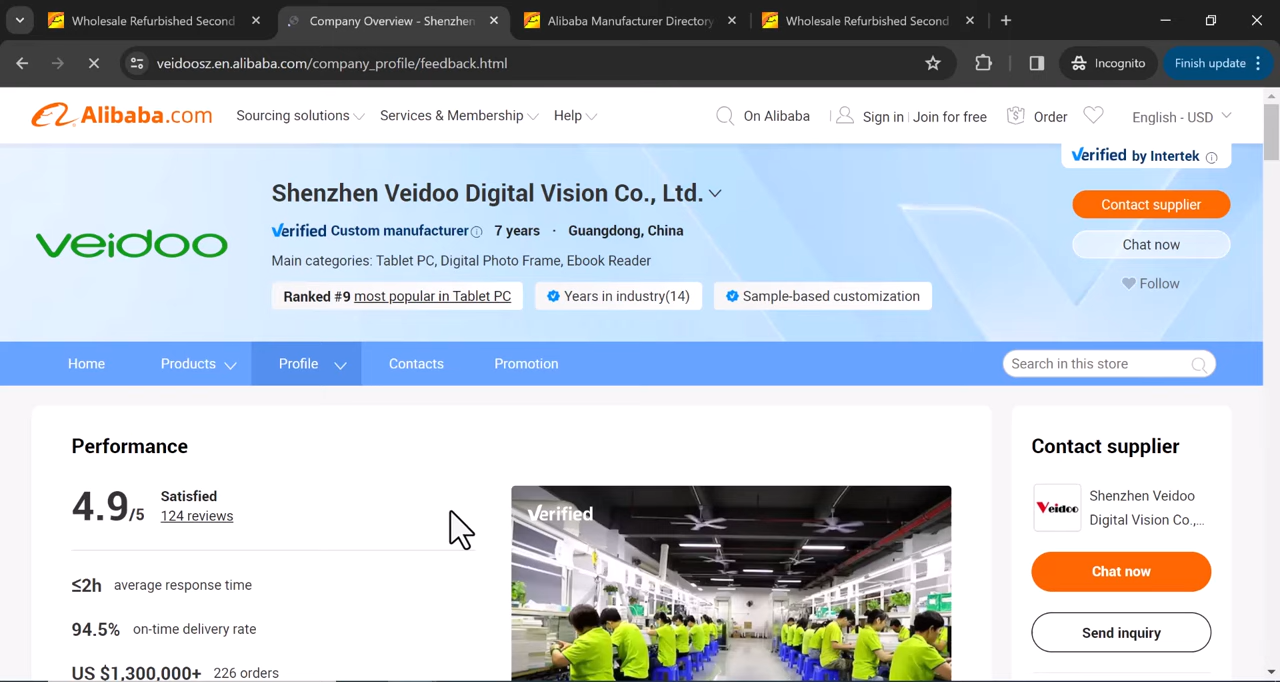 Wholesale Refurbished Second
Company Overview - Shenzhen
Alibaba Manufacturer Directory
Wholesale Refurbished Second
veidoosz.en.alibaba.com/company_profile/feedback.html
Incognito
Finish update
Alibaba.com
Sourcing solutions
Services & Membership
Help
On Alibaba
Sign in
Join for free
Order
English - USD
Verified by Intertek
Shenzhen Veidoo Digital Vision Co., Ltd.
Contact supplier
veidoo
Verified Custom manufacturer 7 years · Guangdong, China
Chat now
Main categories: Tablet PC, Digital Photo Frame, Ebook Reader
Follow
Ranked #9 most popular in Tablet PC
Years in industry(14)
Sample-based customization
Home
Products
Profile
Contacts
Promotion
Search in this store
Performance
4.9/5
Satisfied
124 reviews
≤2h average response time
94.5% on-time delivery rate
US $1,300,000+ 226 orders
Verified
Contact supplier
Veidoo
Shenzhen Veidoo
Digital Vision Co.,...
Chat now
Send inquiry